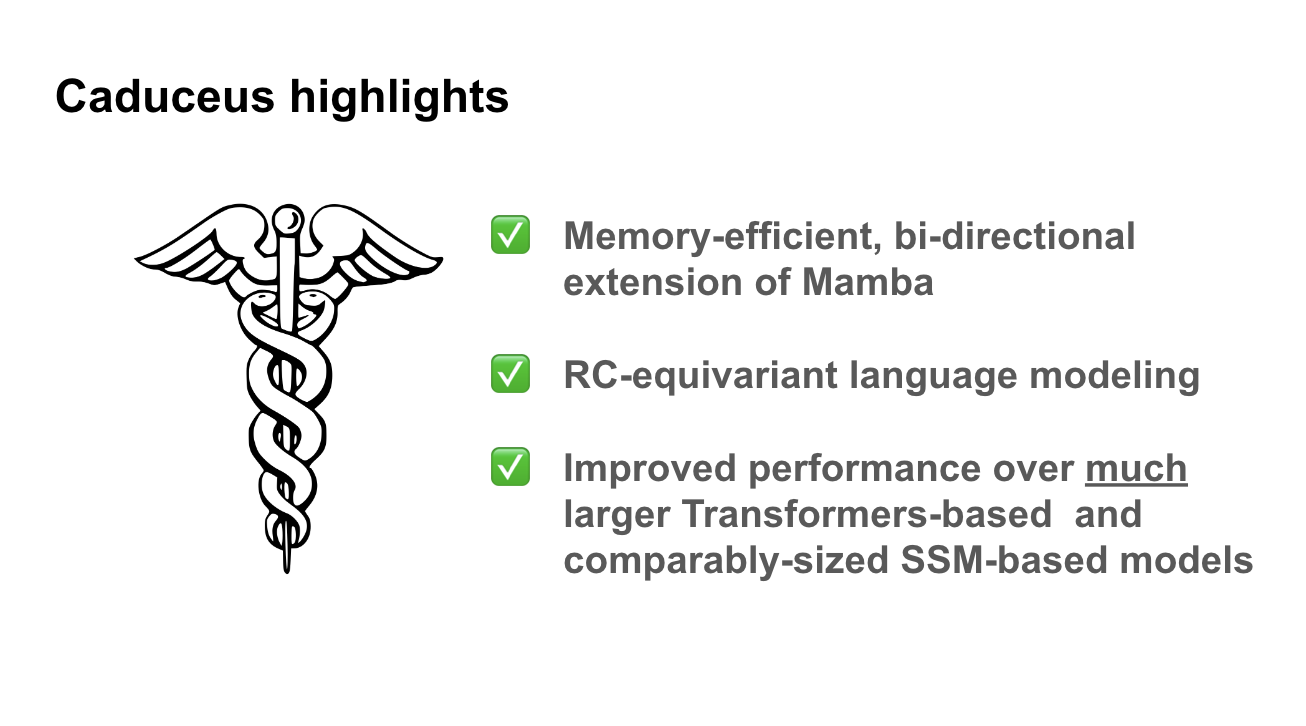 Caduceus highlights
Memory-efficient, bi-directional
extension of Mamba
RC-equivariant language modeling
Improved performance over much
larger Transformers-based  and
comparably-sized SSM-based models